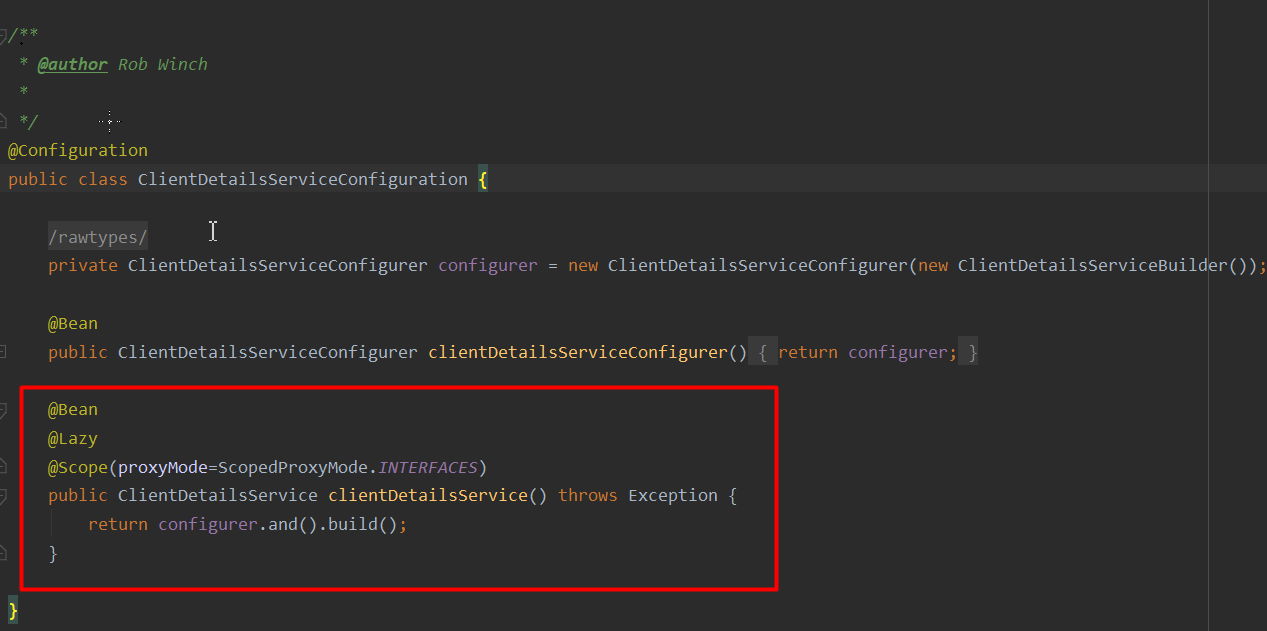 /**
* @author Rob Winch
*
*/
@Configuration
public class ClientDetailsServiceConfiguration {
/rawtypes/
private ClientDetailsServiceConfigurer configurer = new ClientDetailsServiceConfigurer(new ClientDetailsServiceBuilder());
@Bean
public ClientDetailsServiceConfigurer clientDetailsServiceConfigurer() { return configurer; }
@Bean
@Lazy
@Scope(proxyMode=ScopedProxyMode.INTERFACES)
public ClientDetailsService clientDetailsService() throws Exception {
return configurer.and().build();
}
}